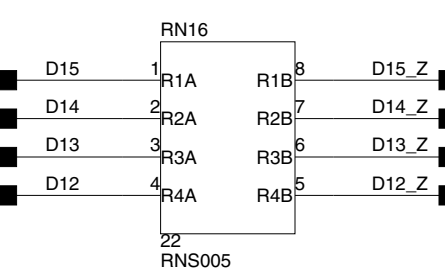 RN16
D15 1 R1A R1B 8 D15_Z
D14 2 R2A R2B 7 D14_Z
D13 3 R3A R3B 6 D13_Z
D12 4 R4A R4B 5 D12_Z
22
RNS005